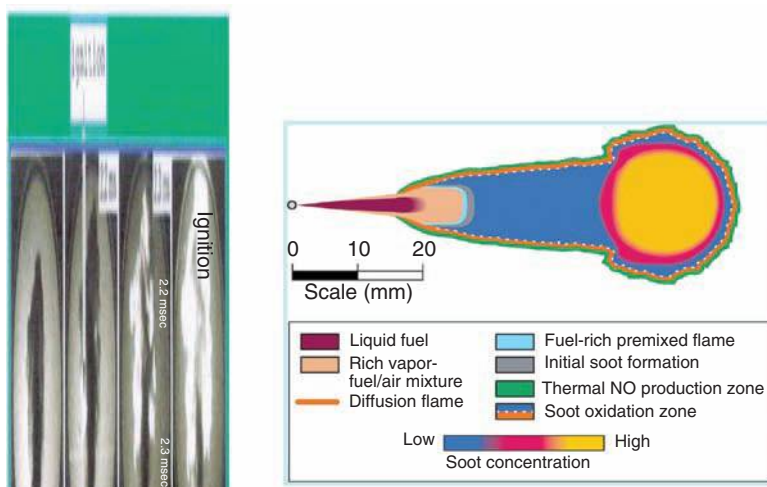 Ignition
2.2 msec
2.3 msec
0 10 20
Scale (mm)
Liquid fuel
Rich vapor-
fuel/air mixture
Diffusion flame
Fuel-rich premixed flame
Initial soot formation
Thermal NO production zone
Soot oxidation zone
Low High
Soot concentration